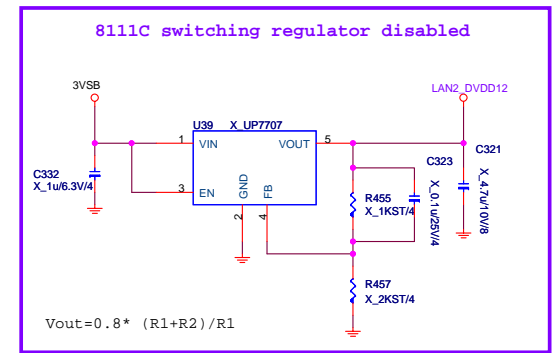 8111C switching regulator disabled
3VSB
LAN2_DVDD12
U39 X_UP7707
1 VIN VOUT 5
3 EN
GND
FB
2
4
C332
X_1u/6.3V/4
R455
X_1KST/4
C323
X_0.1u/25V/4
C321
X_4.7u/10V/8
R457
X_2KST/4
Vout=0.8* (R1+R2)/R1